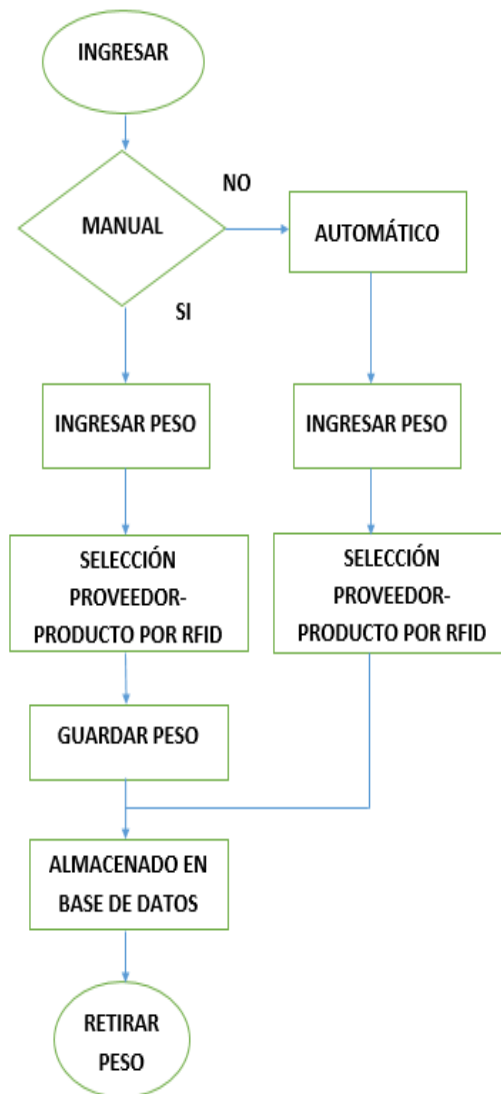 INGRESAR
NO
MANUAL
AUTOMÁTICO
SI
INGRESAR PESO
INGRESAR PESO
SELECCIÓN
PROVEEDOR-
PRODUCTO POR RFID
SELECCIÓN
PROVEEDOR-
PRODUCTO POR RFID
GUARDAR PESO
ALMACENADO EN
BASE DE DATOS
RETIRAR
PESO